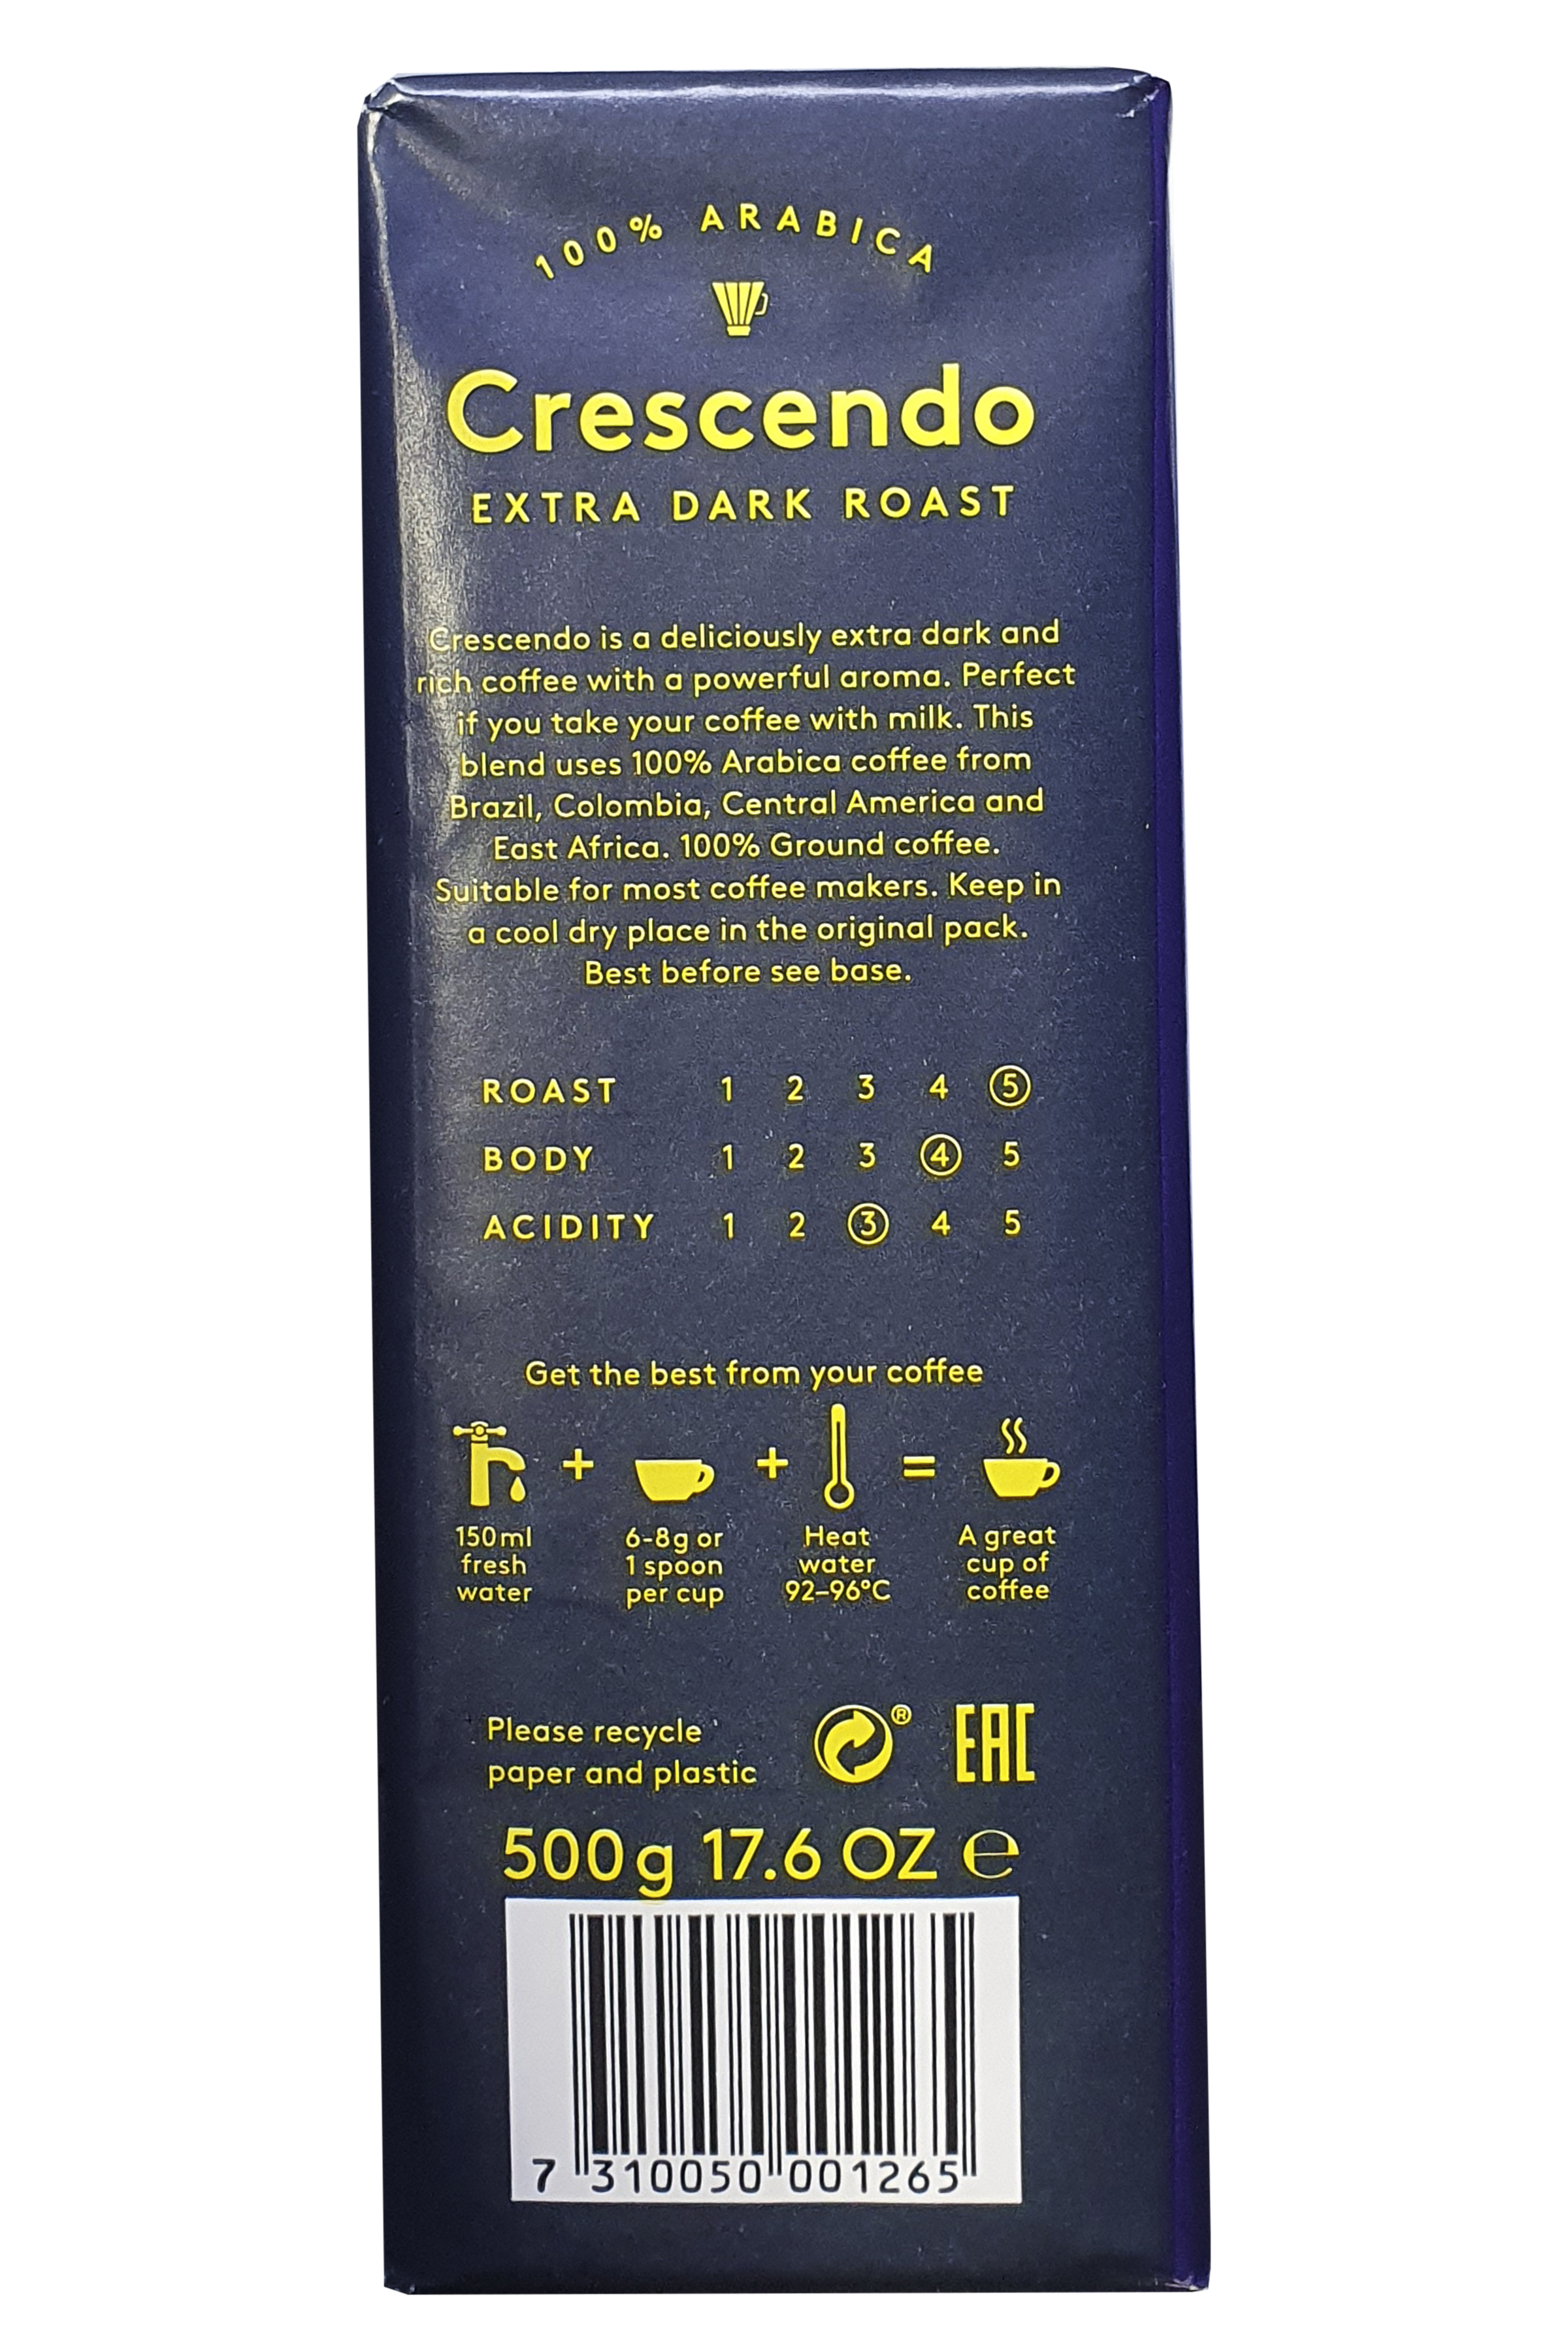 100% ARABICA
Crescendo
EXTRA DARK ROAST
Crescendo is a deliciously extra dark and
rich coffee with a powerful aroma. Perfect
if you take your coffee with milk. This
blend uses 100% Arabica coffee from
Brazil, Colombia, Central America and
East Africa. 100% Ground coffee.
Suitable for most coffee makers. Keep in
a cool dry place in the original pack.
Best before see base.
ROAST 1 2 3 4 5
BODY 1 2 3 4 5
ACIDITY 1 2 3 4 5
Get the best from your coffee
+ + =
150ml fresh water
6-8g or 1 spoon per cup
Heat water 92–96°C
A great cup of coffee
Please recycle
paper and plastic
® EAC
500g 17.6 OZ ℮
7 310050 001265